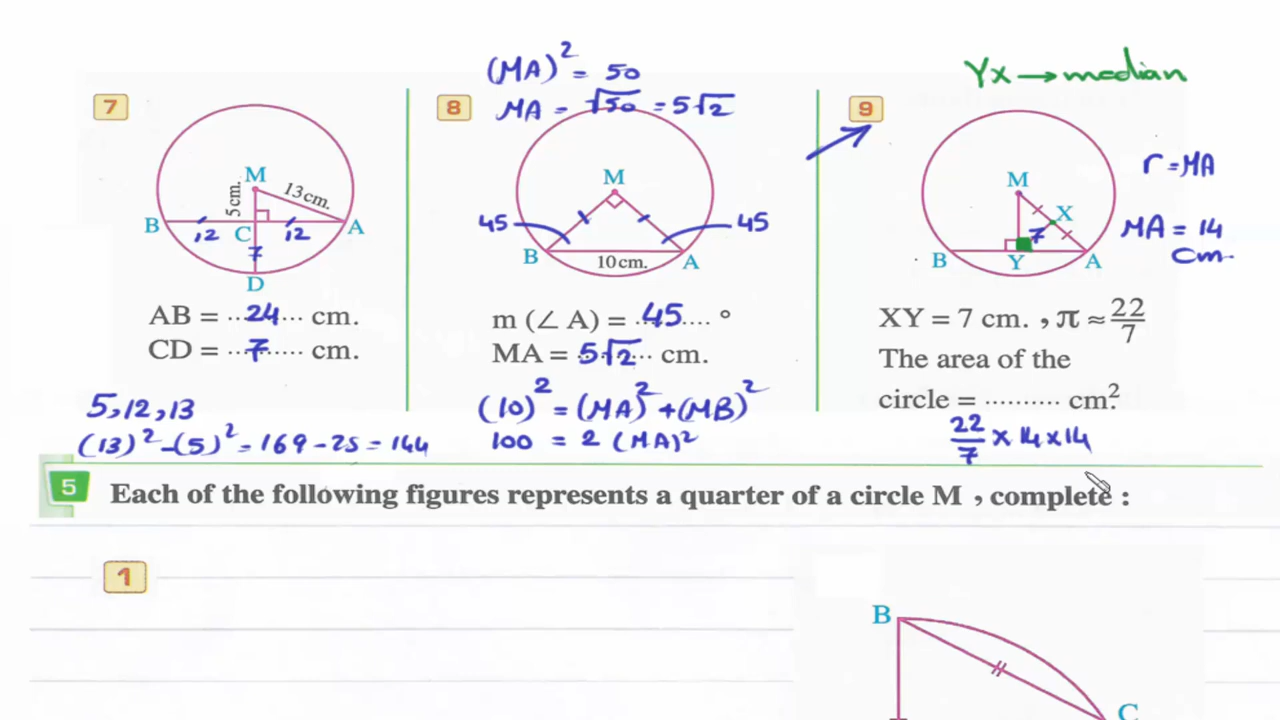 (MA)² = 50
MA = √50 = 5√2
Yx → median
7
M
5 cm.
13 cm.
B
12
C
12
A
7
D
AB = ..24... cm.
CD = ..7...... cm.
5,12,13
(13)² -(5)² = 169 - 25 = 144
8
M
45
45
B
10 cm.
A
m (∠ A) = ..45.... °
MA = 5√2... cm.
(10)² = (MA)² + (MB)²
100 = 2 (MA)²
9
M
X
7
B
Y
A
r = MA
MA = 14
cm.
XY = 7 cm. , π ≈ 22/7
The area of the
circle = .......... cm².
22/7 × 14 × 14
5 Each of the following figures represents a quarter of a circle M , complete :
1
B
C